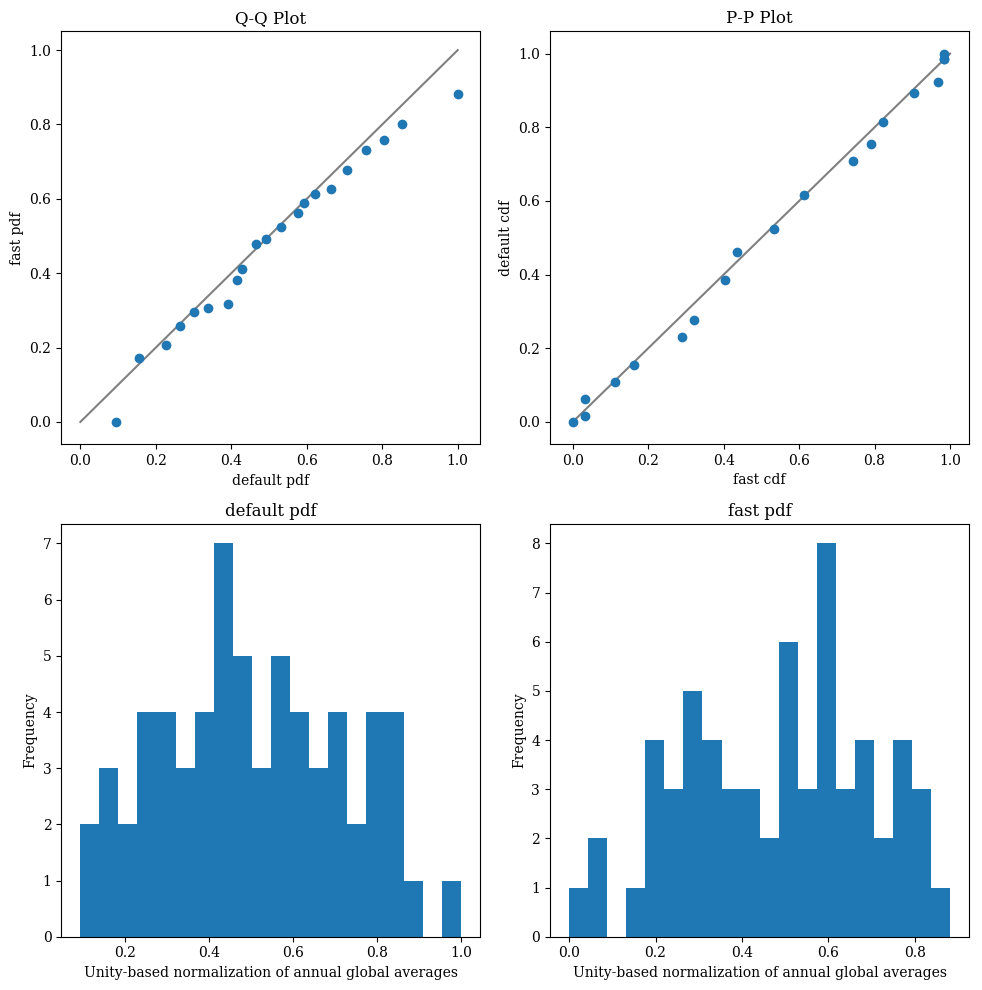 Q-Q Plot
1.0
0.8
0.6
0.4
0.2
0.0
fast pdf
0.0 0.2 0.4 0.6 0.8 1.0
default pdf
P-P Plot
1.0
0.8
0.6
0.4
0.2
0.0
default cdf
0.0 0.2 0.4 0.6 0.8 1.0
fast cdf
default pdf
7
6
5
4
3
2
1
0
Frequency
0.2 0.4 0.6 0.8 1.0
Unity-based normalization of annual global averages
fast pdf
8
7
6
5
4
3
2
1
0
Frequency
0.0 0.2 0.4 0.6 0.8
Unity-based normalization of annual global averages